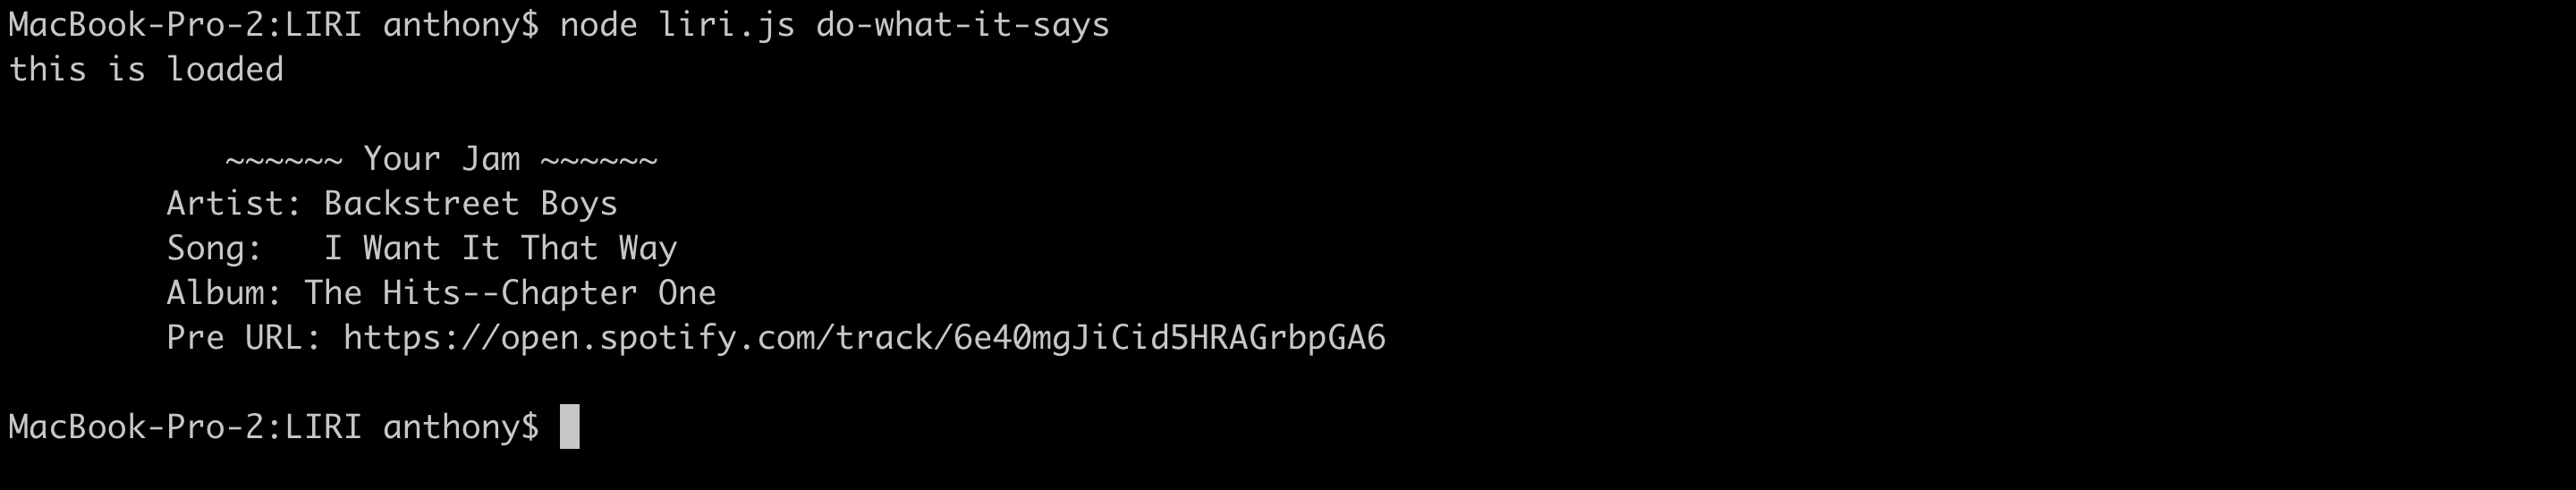 MacBook-Pro-2:LIRI anthony$ node liri.js do-what-it-says
this is loaded
~~~~~~ Your Jam ~~~~~~
Artist: Backstreet Boys
Song:   I Want It That Way
Album: The Hits--Chapter One
Pre URL: https://open.spotify.com/track/6e40mgJiCid5HRAGrbpGA6
MacBook-Pro-2:LIRI anthony$